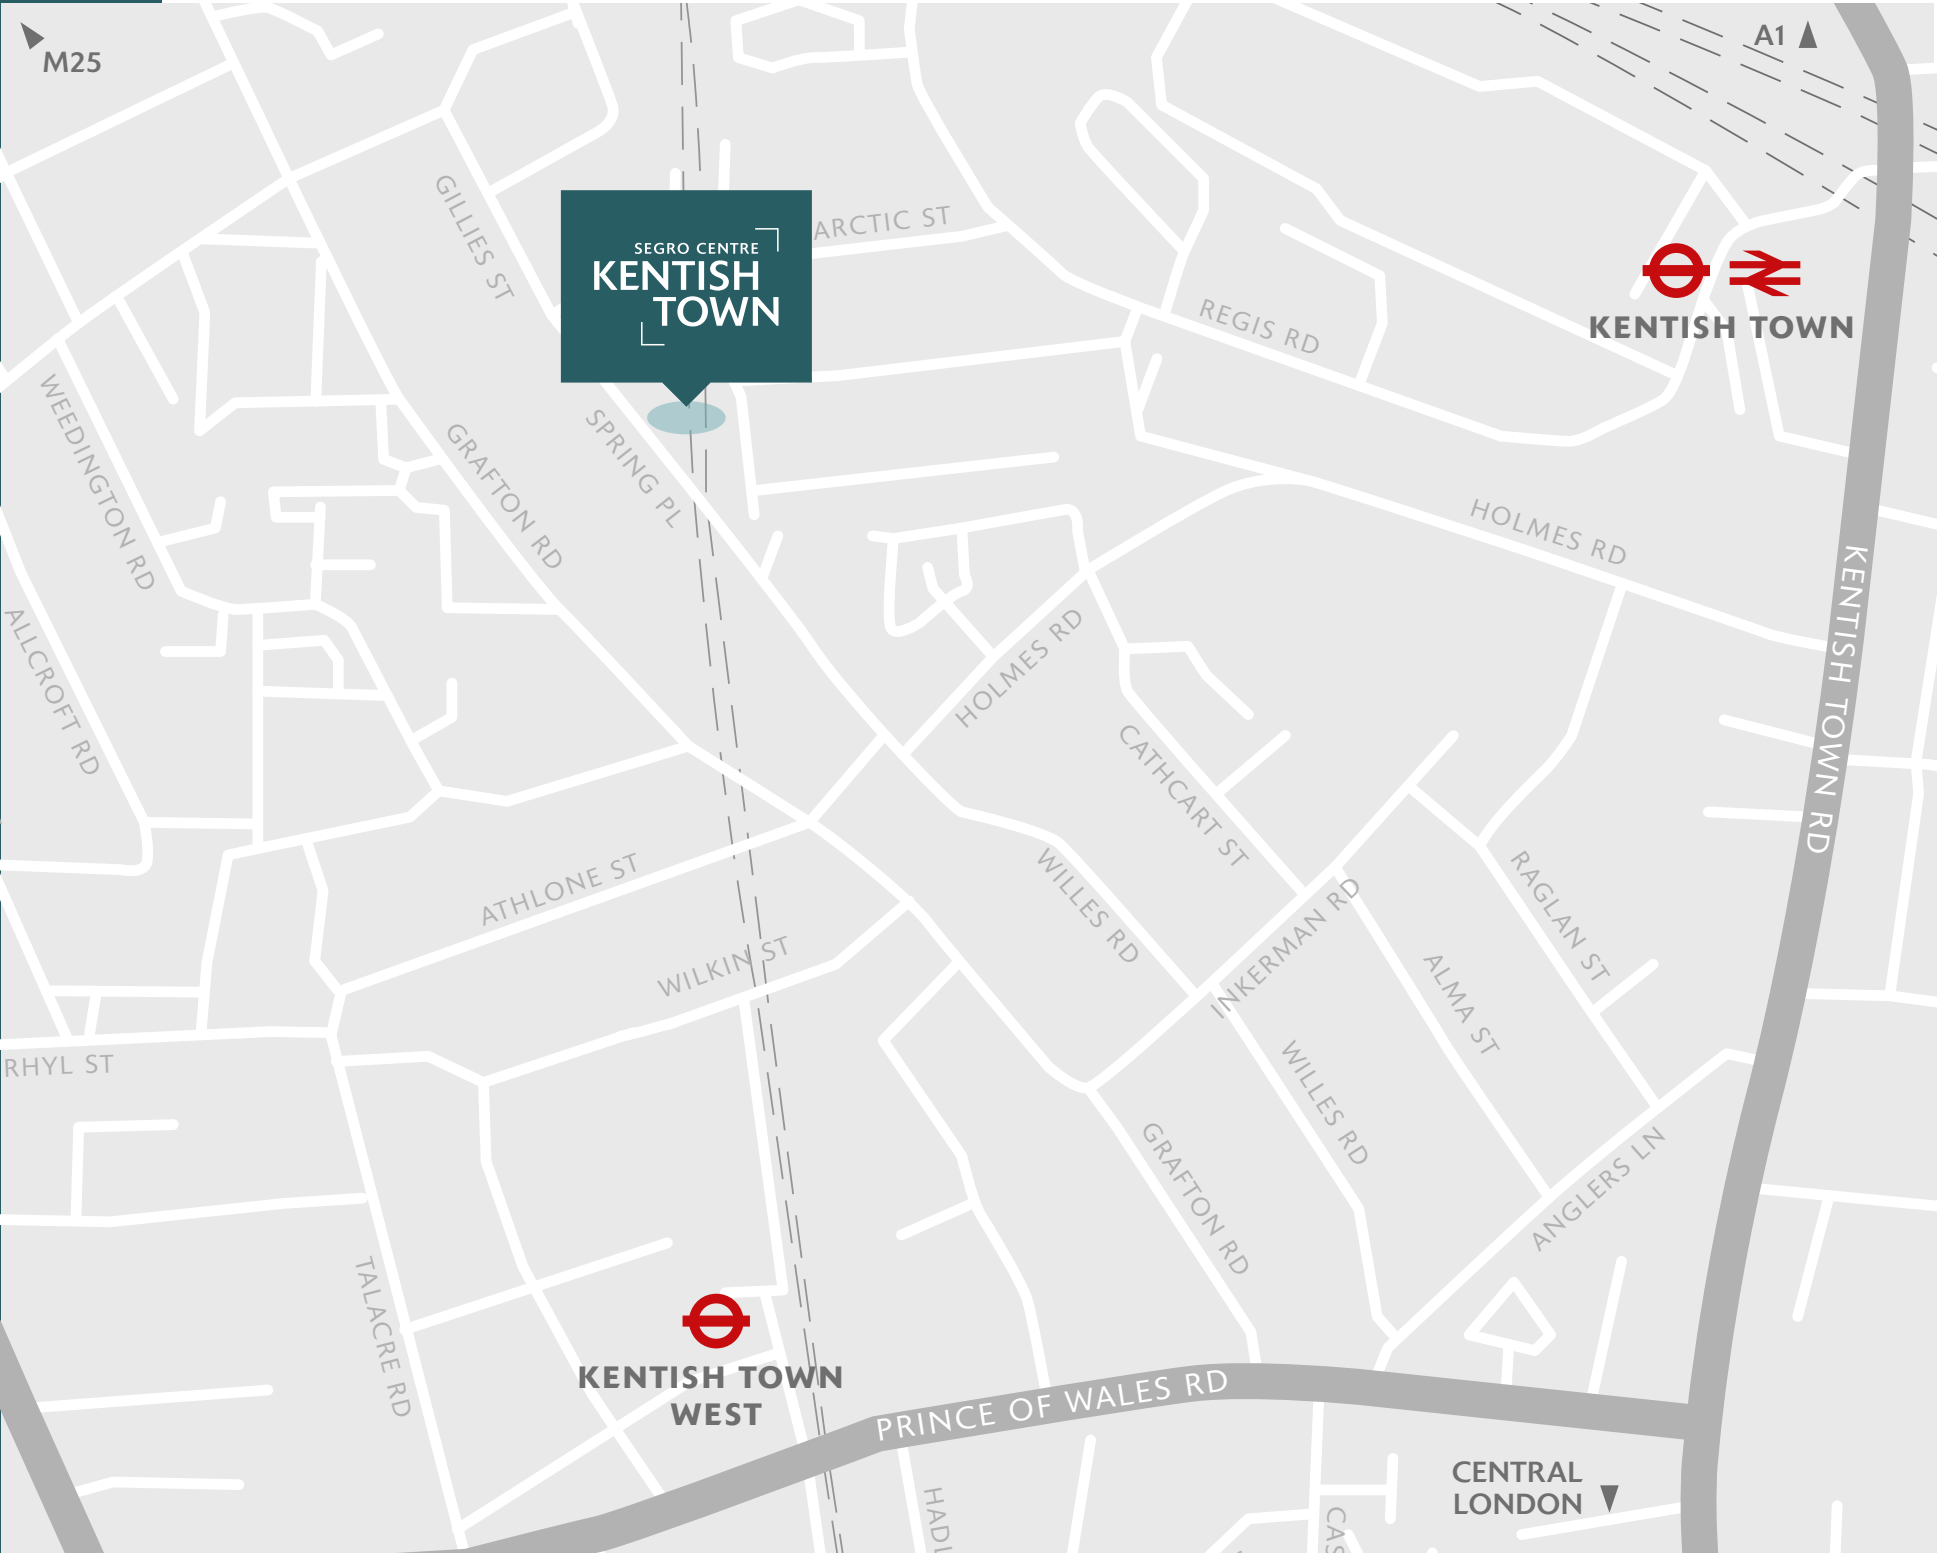 M25
A1
GILLIES ST
ARCTIC ST
SEGRO CENTRE
KENTISH
TOWN
REGIS RD
KENTISH TOWN
WEEDINGTON RD
GRAFTON RD
SPRING PL
HOLMES RD
KENTISH TOWN RD
ALLCROFT RD
HOLMES RD
CATHCART ST
ATHLONE ST
WILLES RD
INKERMAN RD
RAGLAN ST
WILKIN ST
ALMA ST
RHYL ST
WILLES RD
GRAFTON RD
ANGLERS LN
TALACRE RD
KENTISH TOWN
WEST
PRINCE OF WALES RD
CENTRAL
LONDON
HADL
CAS